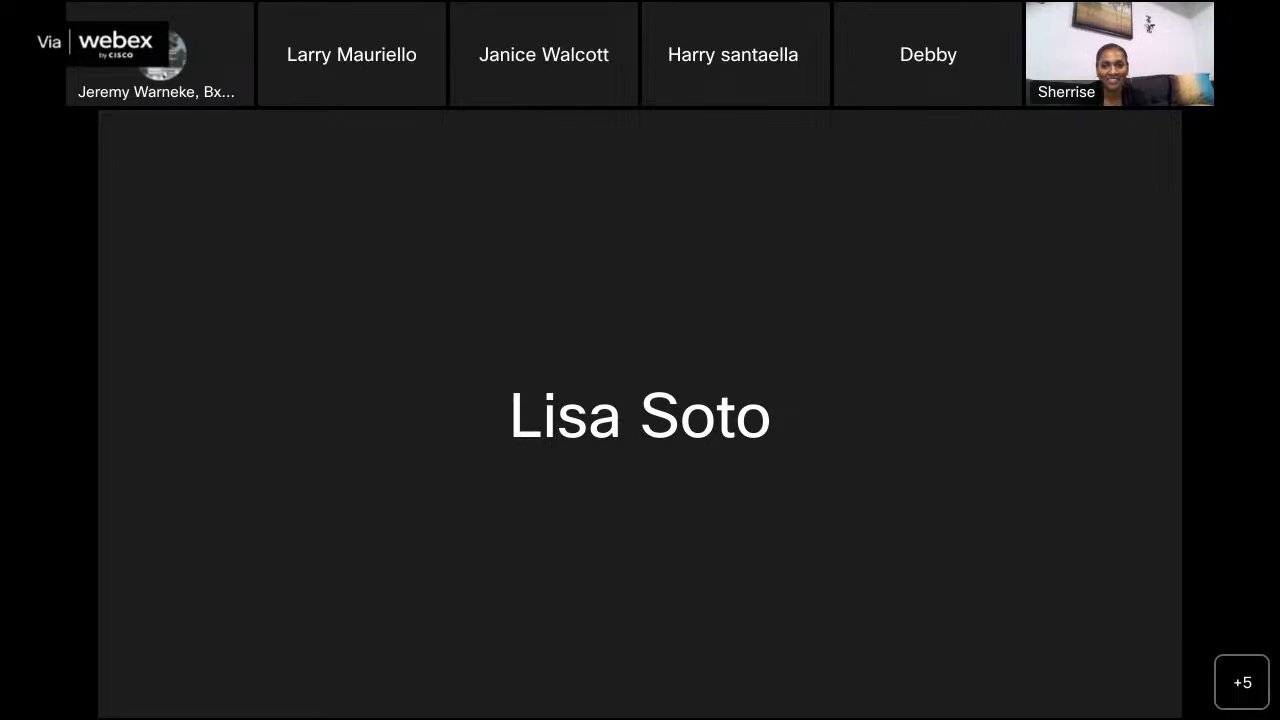 Via webex
by CISCO
Jeremy Warneke, Bx...
Larry Mauriello
Janice Walcott
Harry santaella
Debby
Sherrise
Lisa Soto
+5